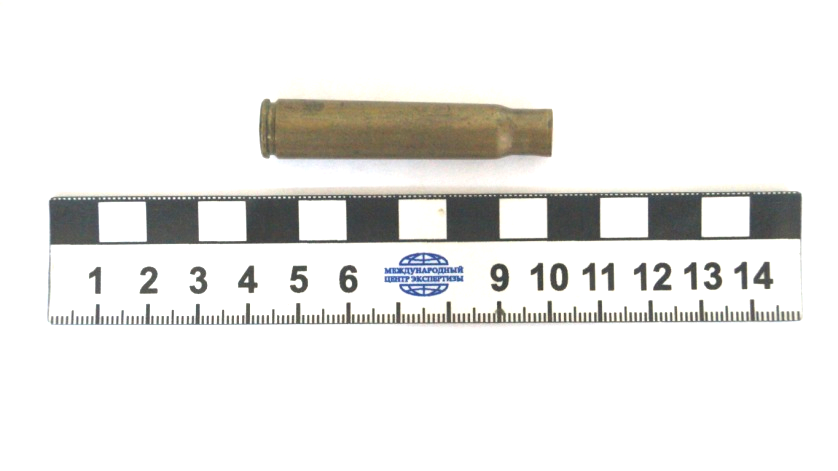 1 2 3 4 5 6 9 10 11 12 13 14
МЕЖДУНАРОДНЫЙ
ЦЕНТР ЭКСПЕРТИЗЫ